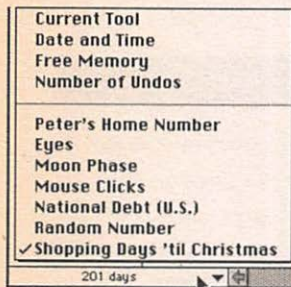 Current Tool
Date and Time
Free Memory
Number of Undos
Peter's Home Number
Eyes
Moon Phase
Mouse Clicks
National Debt (U.S.)
Random Number
✓Shopping Days 'til Christmas
201 days